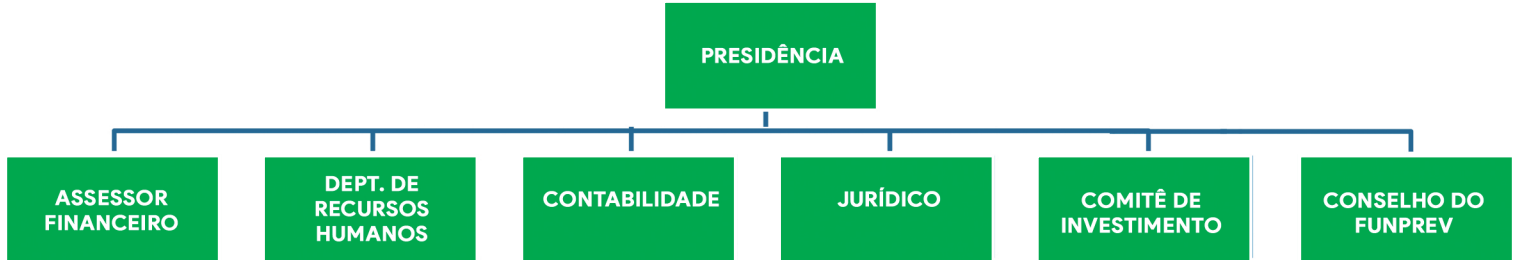 PRESIDÊNCIA
ASSESSOR
FINANCEIRO
DEPT. DE
RECURSOS
HUMANOS
CONTABILIDADE
JURÍDICO
COMITÊ DE
INVESTIMENTO
CONSELHO DO
FUNPREV